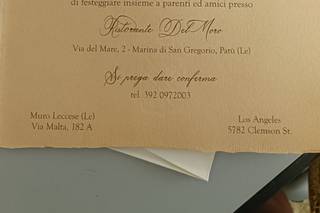 di festeggiare insieme a parenti ed amici presso
Ristorante Del Moro
Via del Mare, 2 - Marina di San Gregorio, Patù (Le)
Si prega dare conferma
tel. 392 0972003
Muro Leccese (Le)
Via Malta, 182 A
Los Angeles
5782 Clemson St.